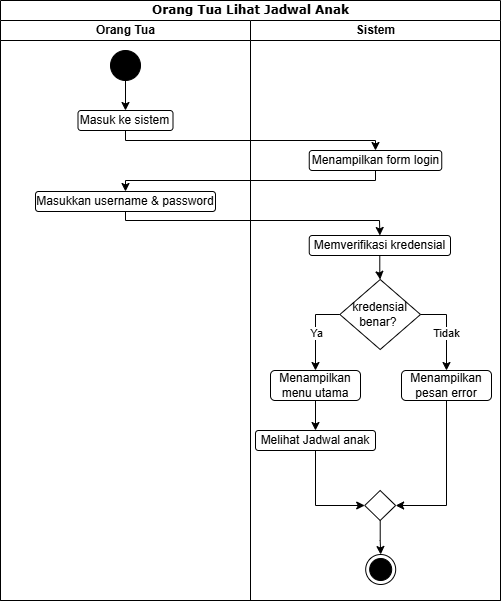 Orang Tua Lihat Jadwal Anak
Orang Tua
Sistem
Masuk ke sistem
Menampilkan form login
Masukkan username & password
Memverifikasi kredensial
kredensial
benar?
Ya
Tidak
Menampilkan
menu utama
Menampilkan
pesan error
Melihat Jadwal anak